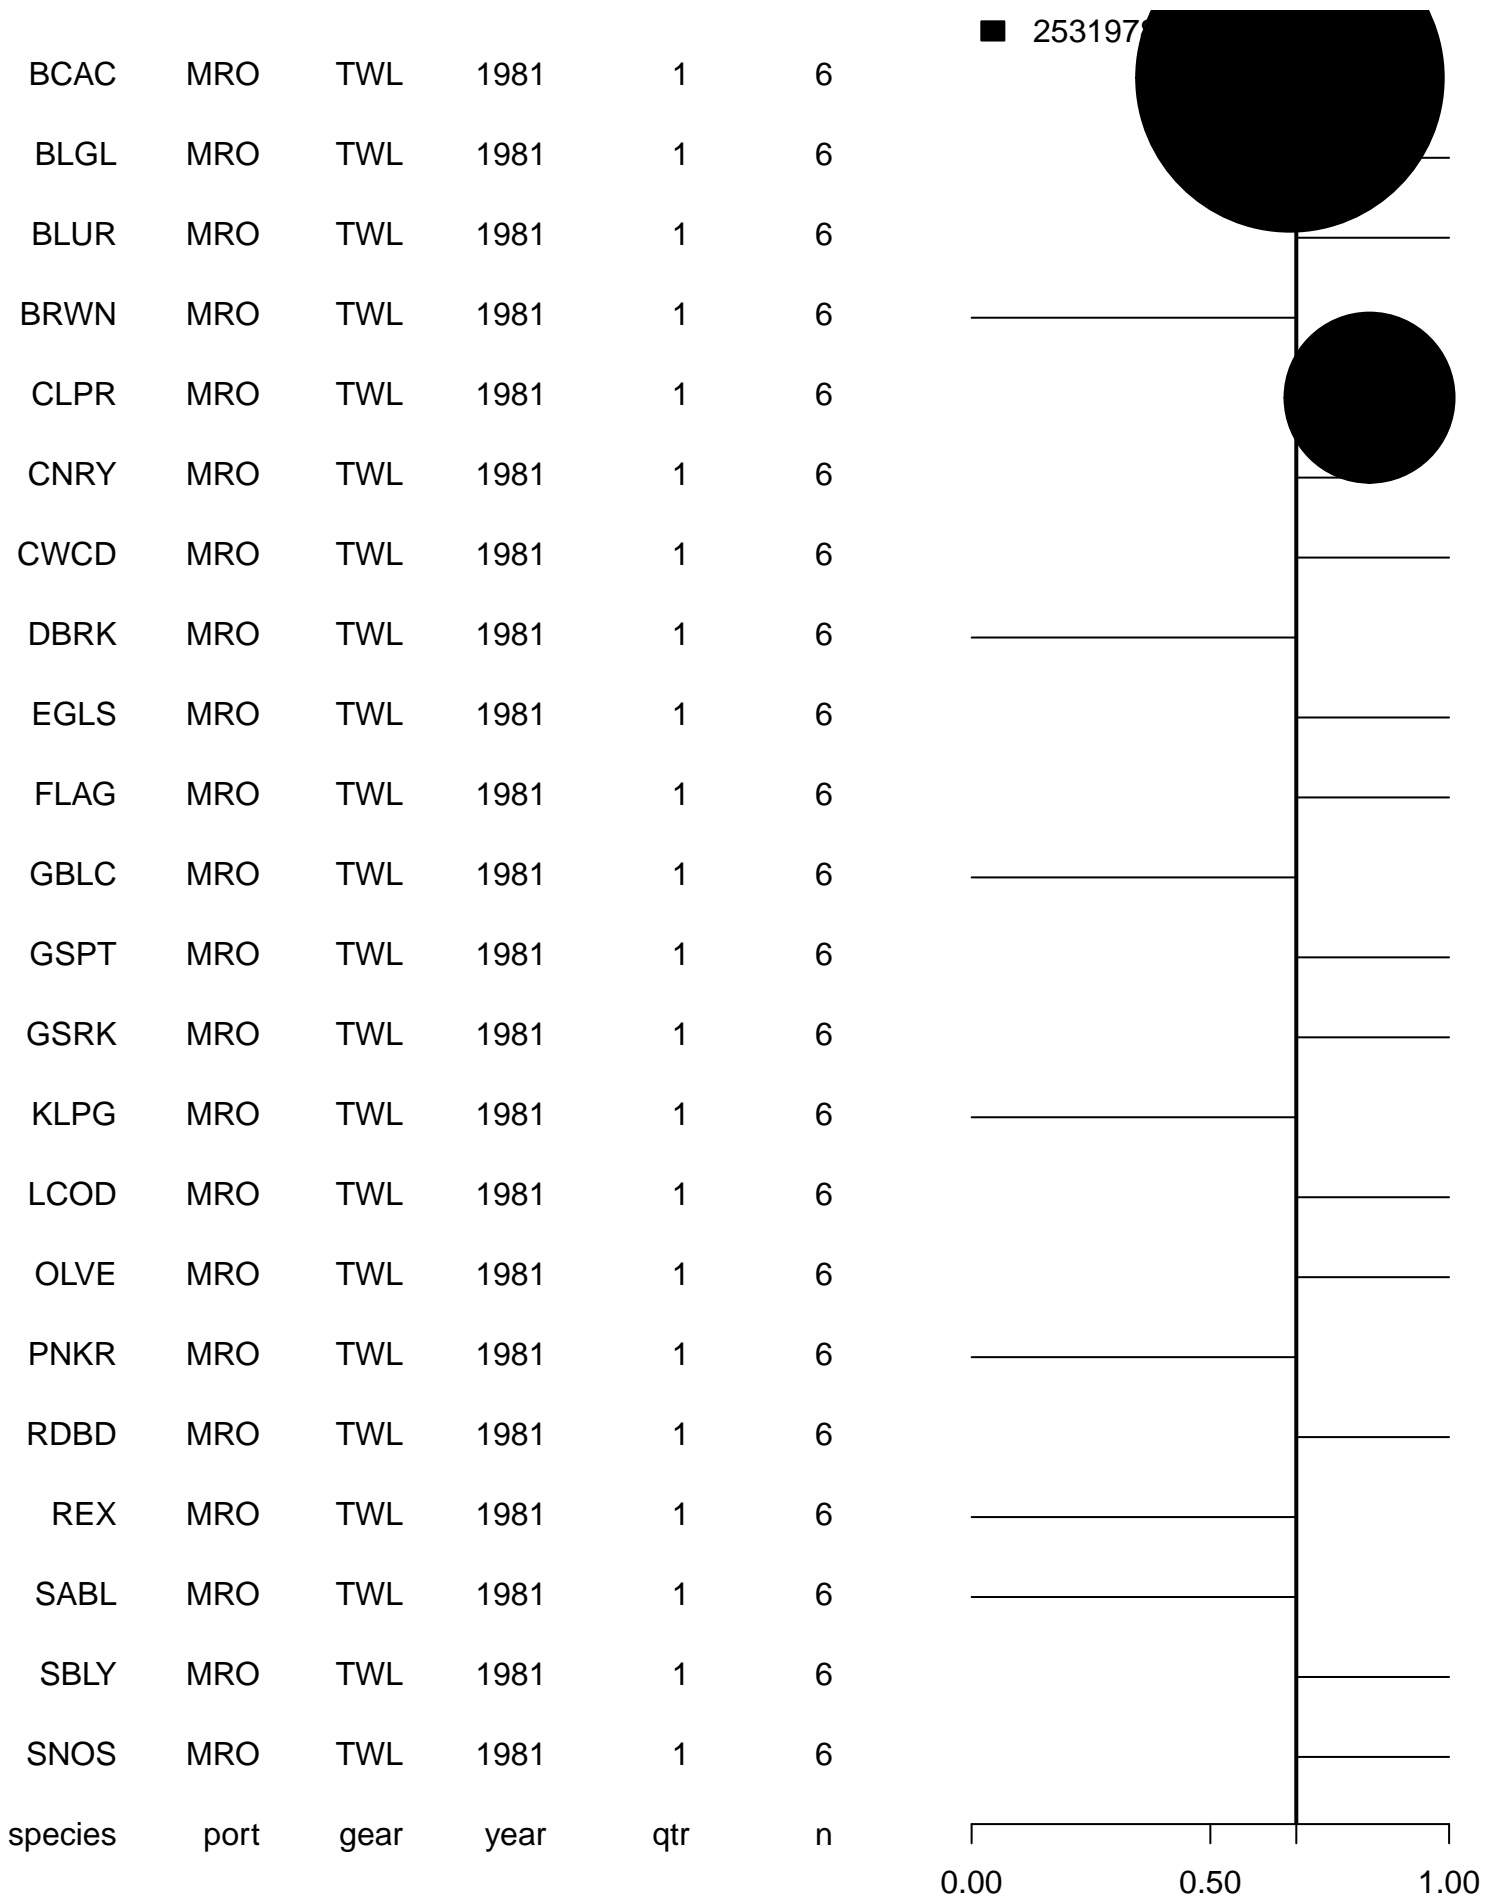 2531978
BCAC MRO TWL 1981 1 6
BLGL MRO TWL 1981 1 6
BLUR MRO TWL 1981 1 6
BRWN MRO TWL 1981 1 6
CLPR MRO TWL 1981 1 6
CNRY MRO TWL 1981 1 6
CWCD MRO TWL 1981 1 6
DBRK MRO TWL 1981 1 6
EGLS MRO TWL 1981 1 6
FLAG MRO TWL 1981 1 6
GBLC MRO TWL 1981 1 6
GSPT MRO TWL 1981 1 6
GSRK MRO TWL 1981 1 6
KLPG MRO TWL 1981 1 6
LCOD MRO TWL 1981 1 6
OLVE MRO TWL 1981 1 6
PNKR MRO TWL 1981 1 6
RDBD MRO TWL 1981 1 6
REX MRO TWL 1981 1 6
SABL MRO TWL 1981 1 6
SBLY MRO TWL 1981 1 6
SNOS MRO TWL 1981 1 6
species port gear year qtr n
0.00 0.50 1.00